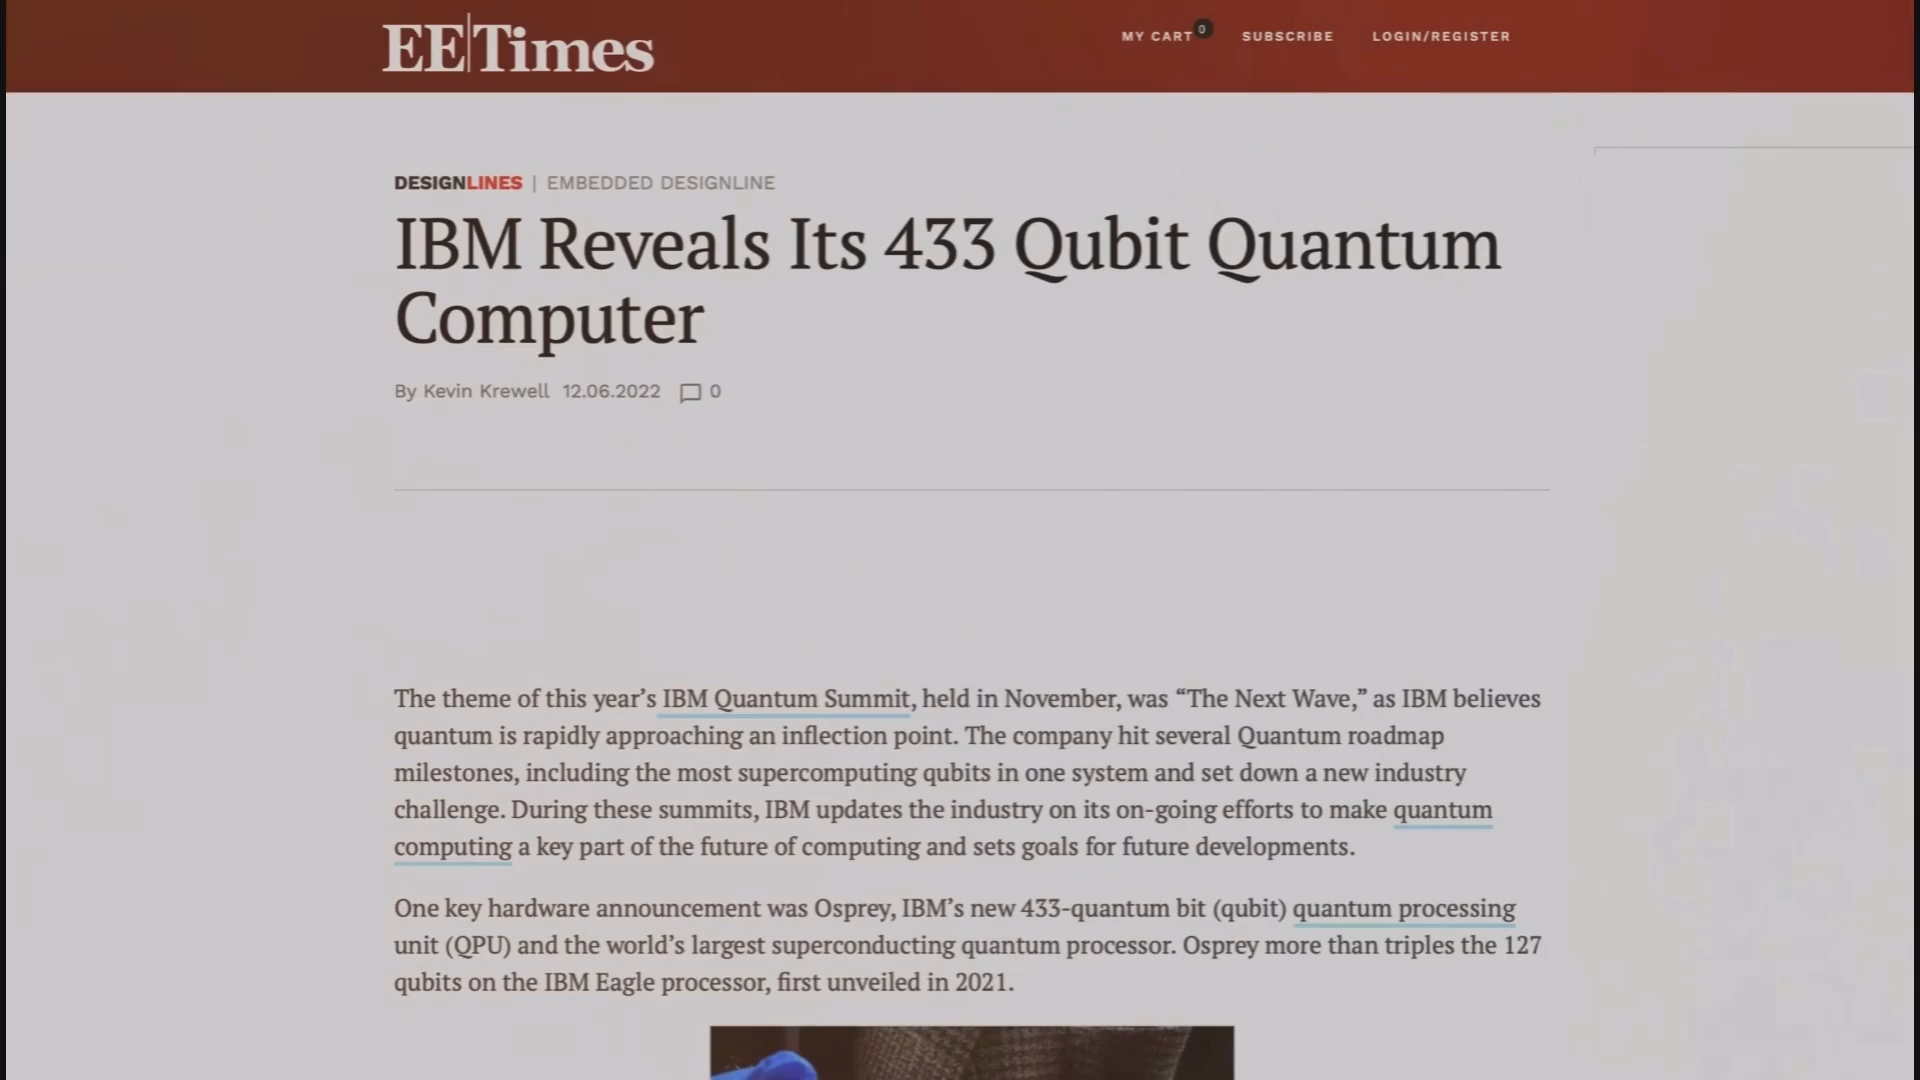 EE|Times
MY CART 0
SUBSCRIBE
LOGIN/REGISTER
DESIGNLINES | EMBEDDED DESIGNLINE
IBM Reveals Its 433 Qubit Quantum
Computer
By Kevin Krewell 12.06.2022 0
The theme of this year’s IBM Quantum Summit, held in November, was “The Next Wave,” as IBM believes
quantum is rapidly approaching an inflection point. The company hit several Quantum roadmap
milestones, including the most supercomputing qubits in one system and set down a new industry
challenge. During these summits, IBM updates the industry on its on-going efforts to make quantum
computing a key part of the future of computing and sets goals for future developments.
One key hardware announcement was Osprey, IBM’s new 433-quantum bit (qubit) quantum processing
unit (QPU) and the world’s largest superconducting quantum processor. Osprey more than triples the 127
qubits on the IBM Eagle processor, first unveiled in 2021.